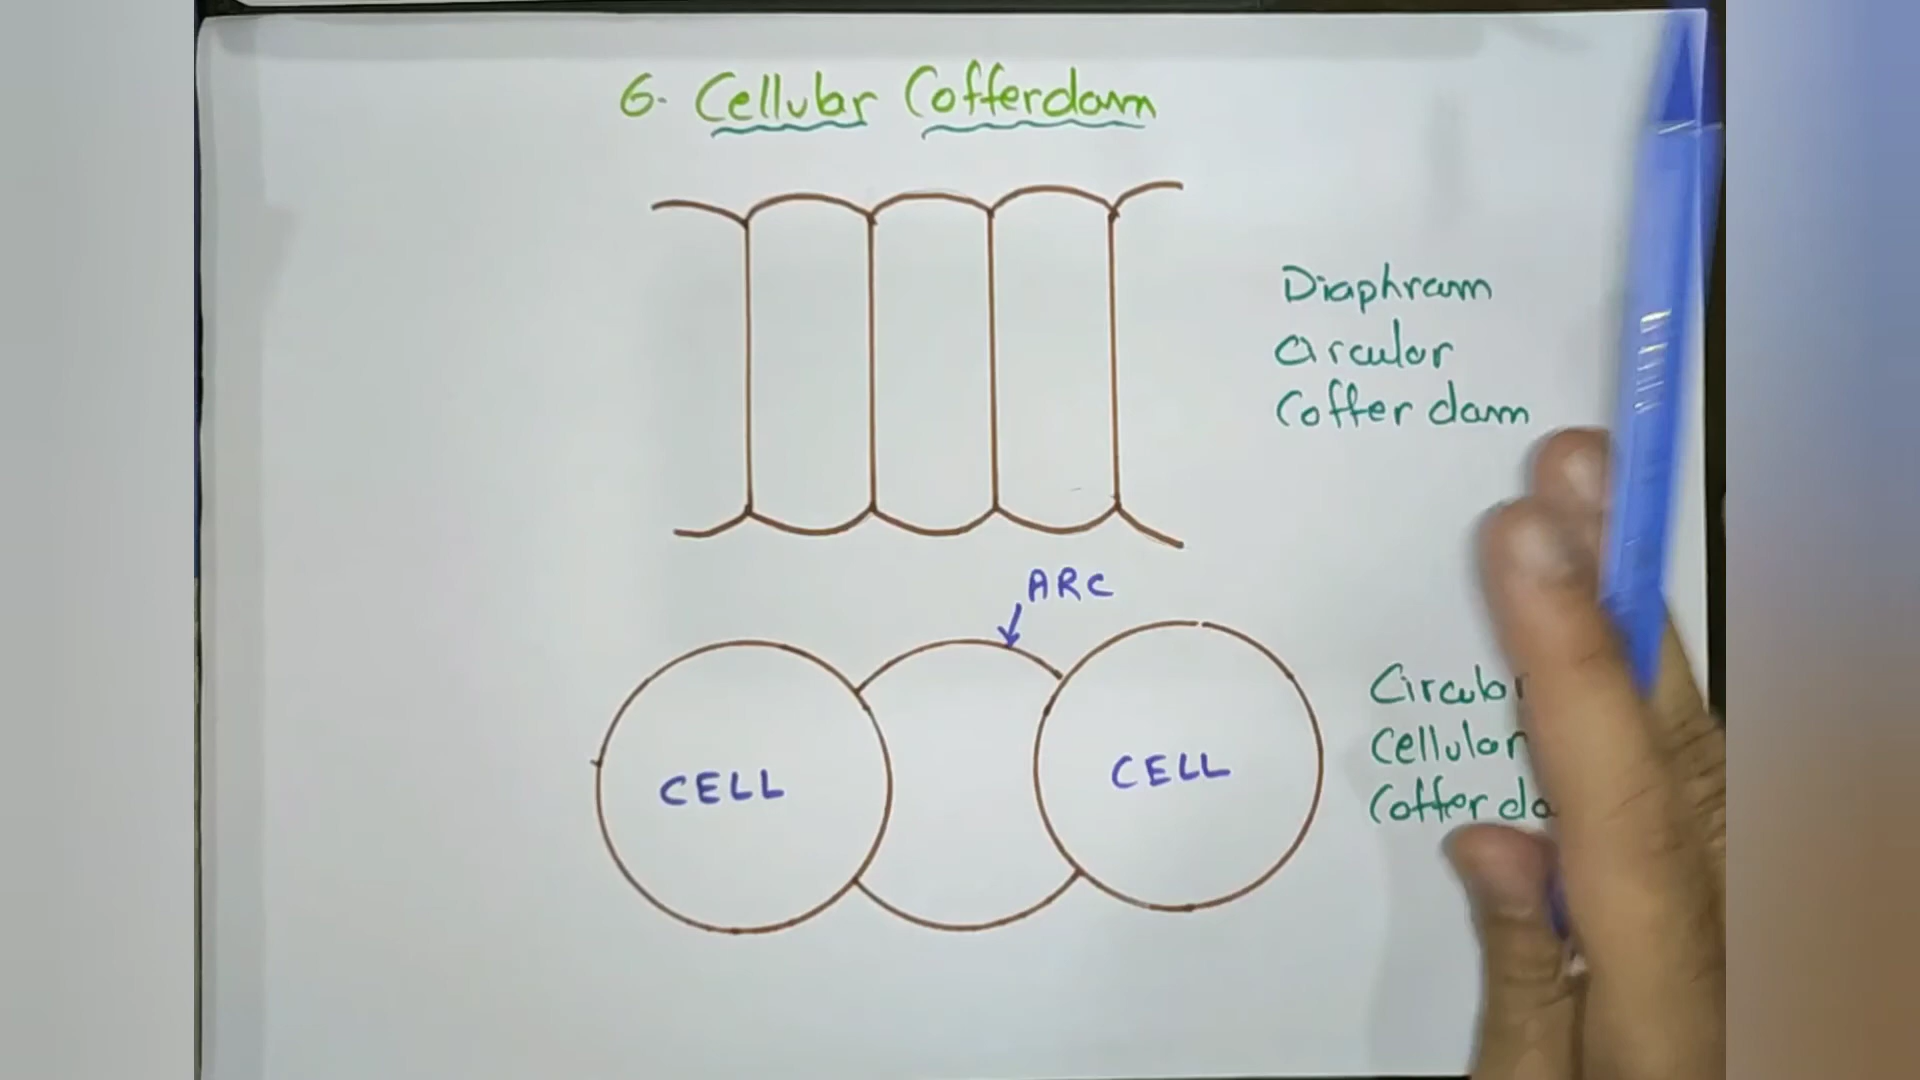 6. Cellular Cofferdam
Diaphram
Circular
Coffer dam
ARC
CELL
CELL
Cellular